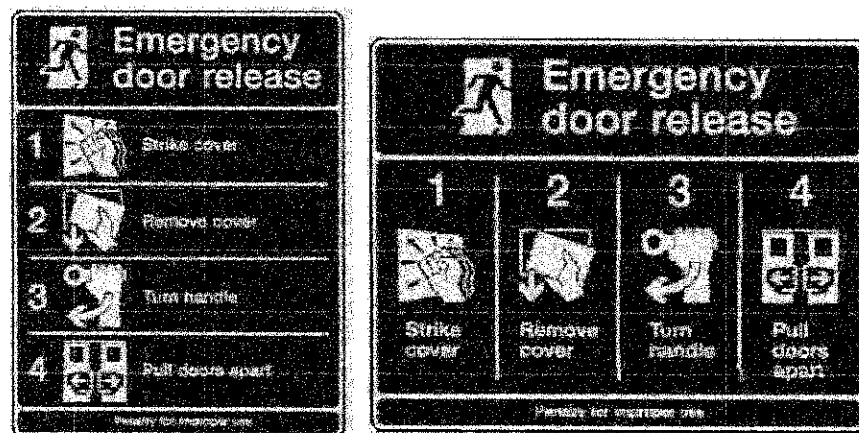 Emergency
door release
1 Strike cover
2 Remove cover
3 Turn handle
4 Pull doors apart
Penalty for improper use
Emergency
door release
1 2 3 4
Strike
cover
Remove
cover
Turn
handle
Pull
doors
apart
Penalty for improper use